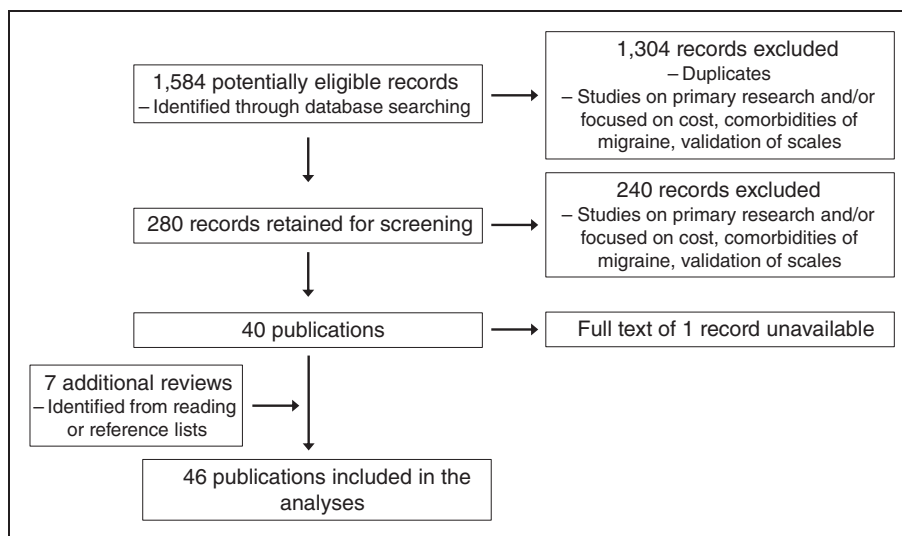 1,584 potentially eligible records
– Identified through database searching
1,304 records excluded
– Duplicates
– Studies on primary research and/or
focused on cost, comorbidities of
migraine, validation of scales
280 records retained for screening
240 records excluded
– Studies on primary research and/or
focused on cost, comorbidities of
migraine, validation of scales
40 publications
Full text of 1 record unavailable
7 additional reviews
– Identified from reading
or reference lists
46 publications included in the
analyses